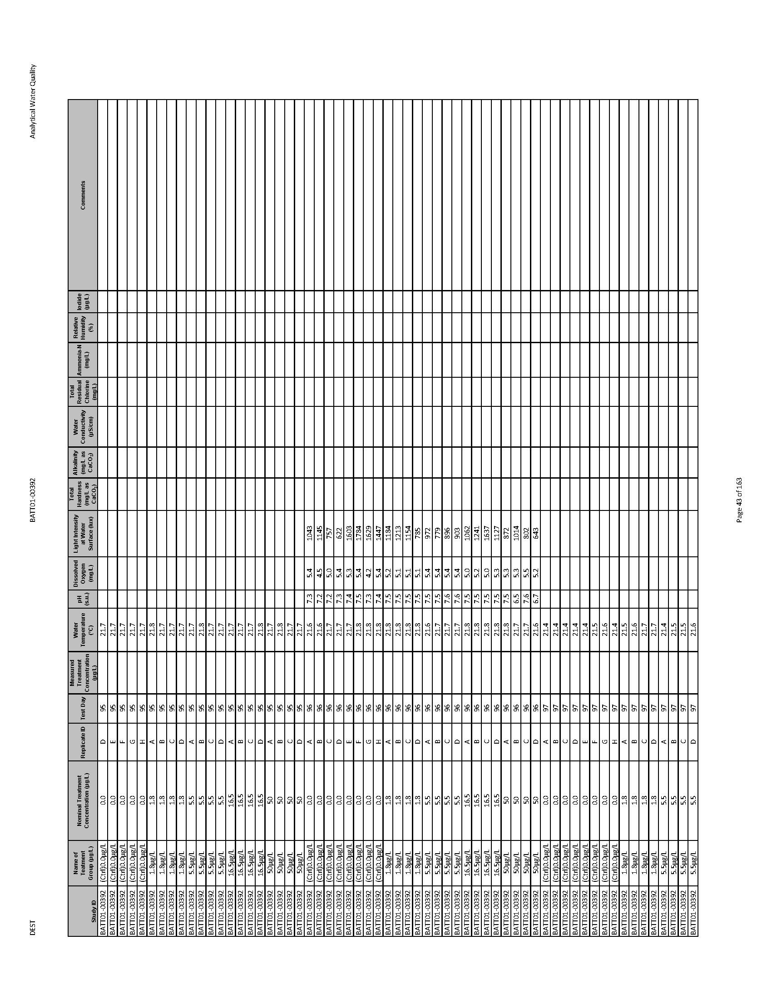 DEST BATT01-00392 Analytical Water Quality
Study ID | Name of Teatment Group (µg/L) | Nominal Treatment Concentration (µg/L) | Replicate ID | Test Day | Measured Treatment Concentration (µg/L) | Water Temperature (°C) | pH (s.u.) | Dissolved Oxygen (mg/L) | Light Intensity at Water Surface (lux) | Total Hardness (mg/L as CaCO₃) | Alkalinity (mg/L as CaCO₃) | Water Conductivity (µS/cm) | Total Residual Chlorine (mg/L) | Ammonia-N (mg/L) | Relative Humidity (%) | Iodide (µg/L) | Comments
BATT01-00392 (Ctrl)0.0µg/L 0.0 D 95 21.7
BATT01-00392 (Ctrl)0.0µg/L 0.0 E 95 21.7
BATT01-00392 (Ctrl)0.0µg/L 0.0 F 95 21.7
BATT01-00392 (Ctrl)0.0µg/L 0.0 G 95 21.7
BATT01-00392 (Ctrl)0.0µg/L 0.0 H 95 21.7
BATT01-00392 1.8µg/L 1.8 A 95 21.8
BATT01-00392 1.8µg/L 1.8 B 95 21.7
BATT01-00392 1.8µg/L 1.8 C 95 21.7
BATT01-00392 1.8µg/L 1.8 D 95 21.7
BATT01-00392 5.5µg/L 5.5 A 95 21.7
BATT01-00392 5.5µg/L 5.5 B 95 21.8
BATT01-00392 5.5µg/L 5.5 C 95 21.7
BATT01-00392 5.5µg/L 5.5 D 95 21.7
BATT01-00392 16.5µg/L 16.5 A 95 21.7
BATT01-00392 16.5µg/L 16.5 B 95 21.7
BATT01-00392 16.5µg/L 16.5 C 95 21.7
BATT01-00392 16.5µg/L 16.5 D 95 21.8
BATT01-00392 50µg/L 50 A 95 21.7
BATT01-00392 50µg/L 50 B 95 21.8
BATT01-00392 50µg/L 50 C 95 21.7
BATT01-00392 50µg/L 50 D 95 21.7
BATT01-00392 (Ctrl)0.0µg/L 0.0 A 96 21.6 7.3 5.4 1043
BATT01-00392 (Ctrl)0.0µg/L 0.0 B 96 21.6 7.2 4.5 1145
BATT01-00392 (Ctrl)0.0µg/L 0.0 C 96 21.7 7.2 5.0 757
BATT01-00392 (Ctrl)0.0µg/L 0.0 D 96 21.7 7.3 5.4 622
BATT01-00392 (Ctrl)0.0µg/L 0.0 E 96 21.7 7.4 5.3 1603
BATT01-00392 (Ctrl)0.0µg/L 0.0 F 96 21.8 7.5 5.4 1784
BATT01-00392 (Ctrl)0.0µg/L 0.0 G 96 21.8 7.3 4.2 1629
BATT01-00392 (Ctrl)0.0µg/L 0.0 H 96 21.8 7.4 5.4 1447
BATT01-00392 1.8µg/L 1.8 A 96 21.8 7.5 5.2 1184
BATT01-00392 1.8µg/L 1.8 B 96 21.8 7.5 5.1 1213
BATT01-00392 1.8µg/L 1.8 C 96 21.8 7.5 5.1 1154
BATT01-00392 1.8µg/L 1.8 D 96 21.8 7.5 5.1 785
BATT01-00392 5.5µg/L 5.5 A 96 21.6 7.5 5.4 972
BATT01-00392 5.5µg/L 5.5 B 96 21.7 7.5 5.4 779
BATT01-00392 5.5µg/L 5.5 C 96 21.7 7.6 5.4 896
BATT01-00392 5.5µg/L 5.5 D 96 21.7 7.6 5.4 903
BATT01-00392 16.5µg/L 16.5 A 96 21.8 7.5 5.0 1062
BATT01-00392 16.5µg/L 16.5 B 96 21.8 7.5 5.2 1241
BATT01-00392 16.5µg/L 16.5 C 96 21.8 7.5 5.0 1637
BATT01-00392 16.5µg/L 16.5 D 96 21.8 7.5 5.3 1127
BATT01-00392 50µg/L 50 A 96 21.8 7.5 5.3 872
BATT01-00392 50µg/L 50 B 96 21.7 6.5 5.3 1014
BATT01-00392 50µg/L 50 C 96 21.7 7.6 5.5 802
BATT01-00392 50µg/L 50 D 96 21.6 6.7 5.2 643
BATT01-00392 (Ctrl)0.0µg/L 0.0 A 97 21.4
BATT01-00392 (Ctrl)0.0µg/L 0.0 B 97 21.4
BATT01-00392 (Ctrl)0.0µg/L 0.0 C 97 21.4
BATT01-00392 (Ctrl)0.0µg/L 0.0 D 97 21.4
BATT01-00392 (Ctrl)0.0µg/L 0.0 E 97 21.4
BATT01-00392 (Ctrl)0.0µg/L 0.0 F 97 21.5
BATT01-00392 (Ctrl)0.0µg/L 0.0 G 97 21.6
BATT01-00392 (Ctrl)0.0µg/L 0.0 H 97 21.4
BATT01-00392 1.8µg/L 1.8 A 97 21.5
BATT01-00392 1.8µg/L 1.8 B 97 21.6
BATT01-00392 1.8µg/L 1.8 C 97 21.7
BATT01-00392 1.8µg/L 1.8 D 97 21.7
BATT01-00392 5.5µg/L 5.5 A 97 21.4
BATT01-00392 5.5µg/L 5.5 B 97 21.5
BATT01-00392 5.5µg/L 5.5 C 97 21.5
BATT01-00392 5.5µg/L 5.5 D 97 21.6
Page 43 of 163